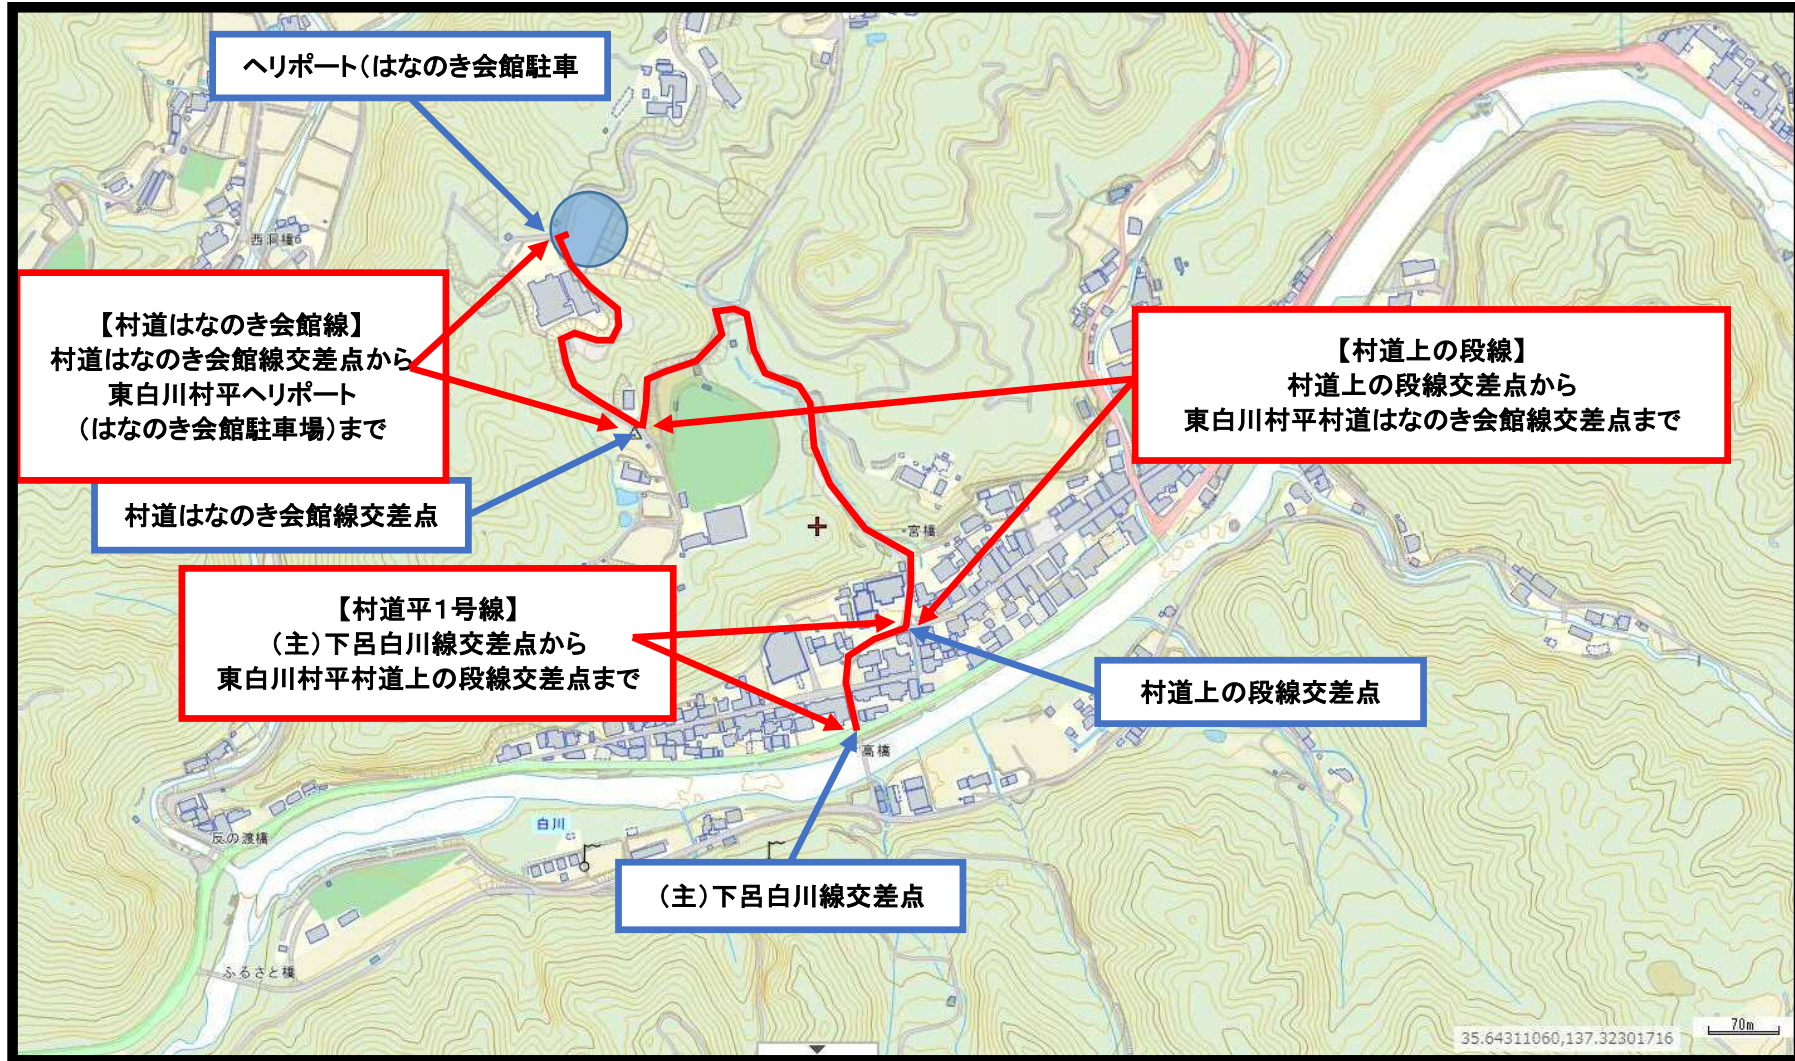 ヘリポート(はなのき会館駐車
西洞橋
【村道はなのき会館線】
村道はなのき会館線交差点から
東白川村平ヘリポート
(はなのき会館駐車場)まで
【村道上の段線】
村道上の段線交差点から
東白川村平村道はなのき会館線交差点まで
村道はなのき会館線交差点
宮橋
【村道平1号線】
(主)下呂白川線交差点から
東白川村平村道上の段線交差点まで
村道上の段線交差点
高橋
白川
反の渡橋
(主)下呂白川線交差点
ふるさと橋
35.64311060,137.32301716
70m